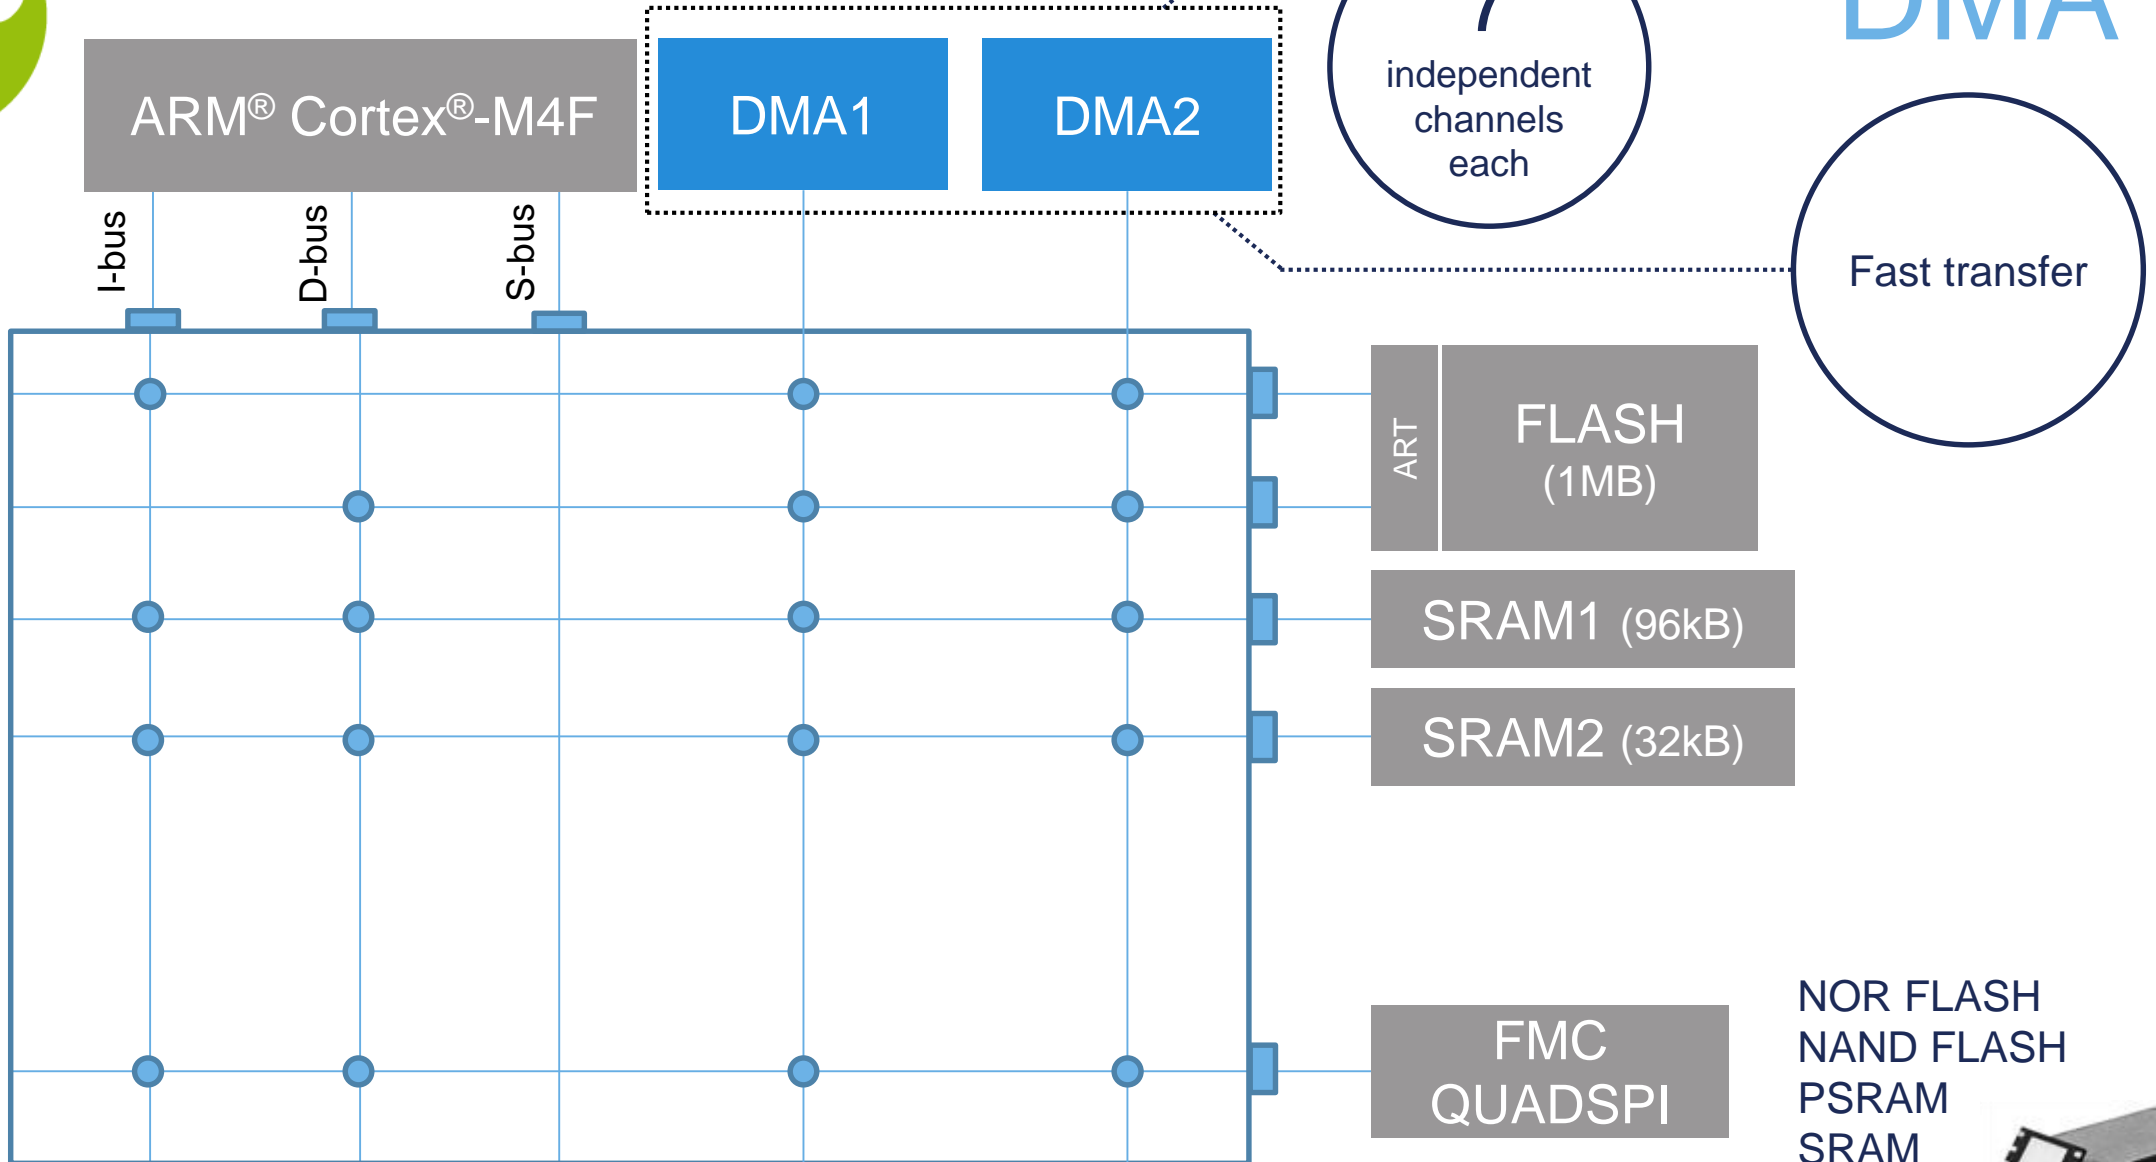 DMA
independent
channels
each
ARM® Cortex®-M4F
DMA1
DMA2
I-bus
D-bus
S-bus
Fast transfer
ART
FLASH
(1MB)
SRAM1 (96kB)
SRAM2 (32kB)
FMC
QUADSPI
NOR FLASH
NAND FLASH
PSRAM
SRAM